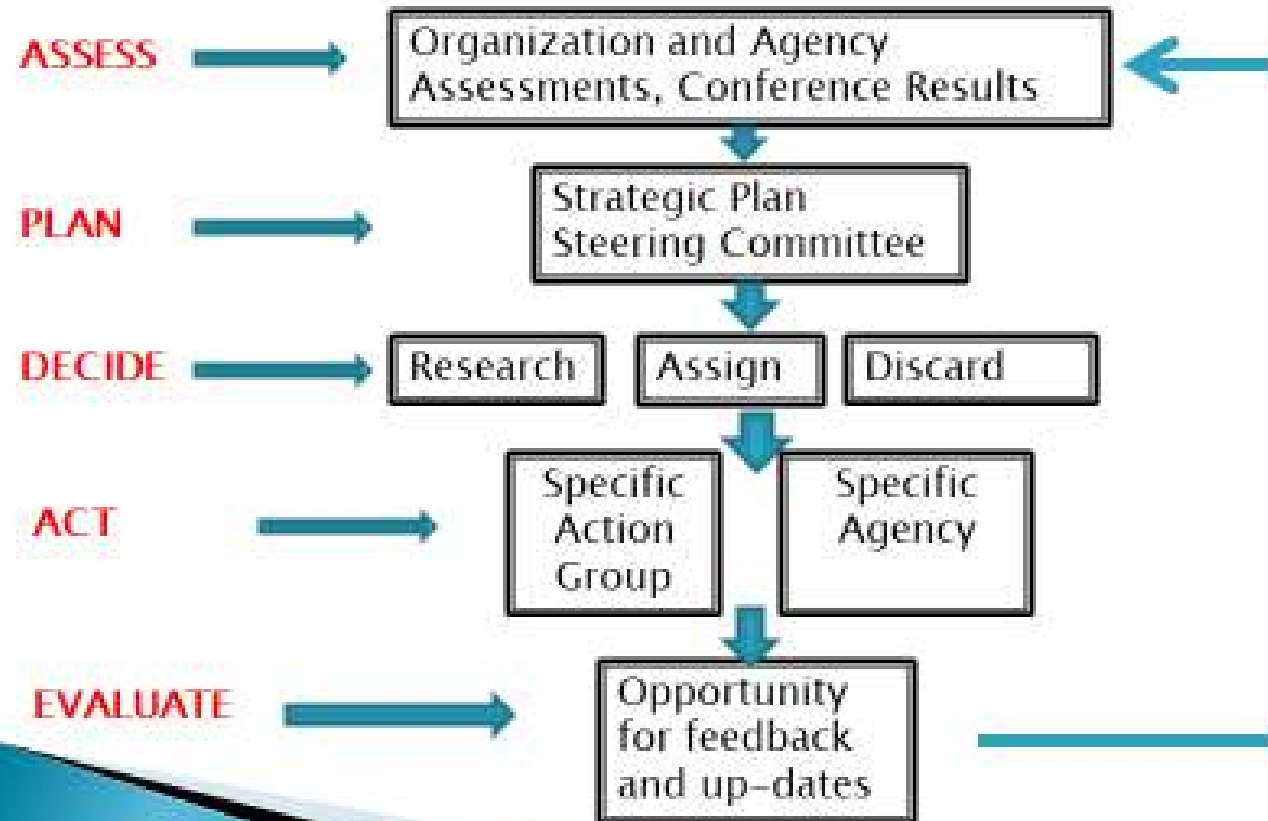 ASSESS
Organization and Agency
Assessments, Conference Results
PLAN
Strategic Plan
Steering Committee
DECIDE
Research
Assign
Discard
ACT
Specific
Action
Group
Specific
Agency
EVALUATE
Opportunity
for feedback
and up-dates